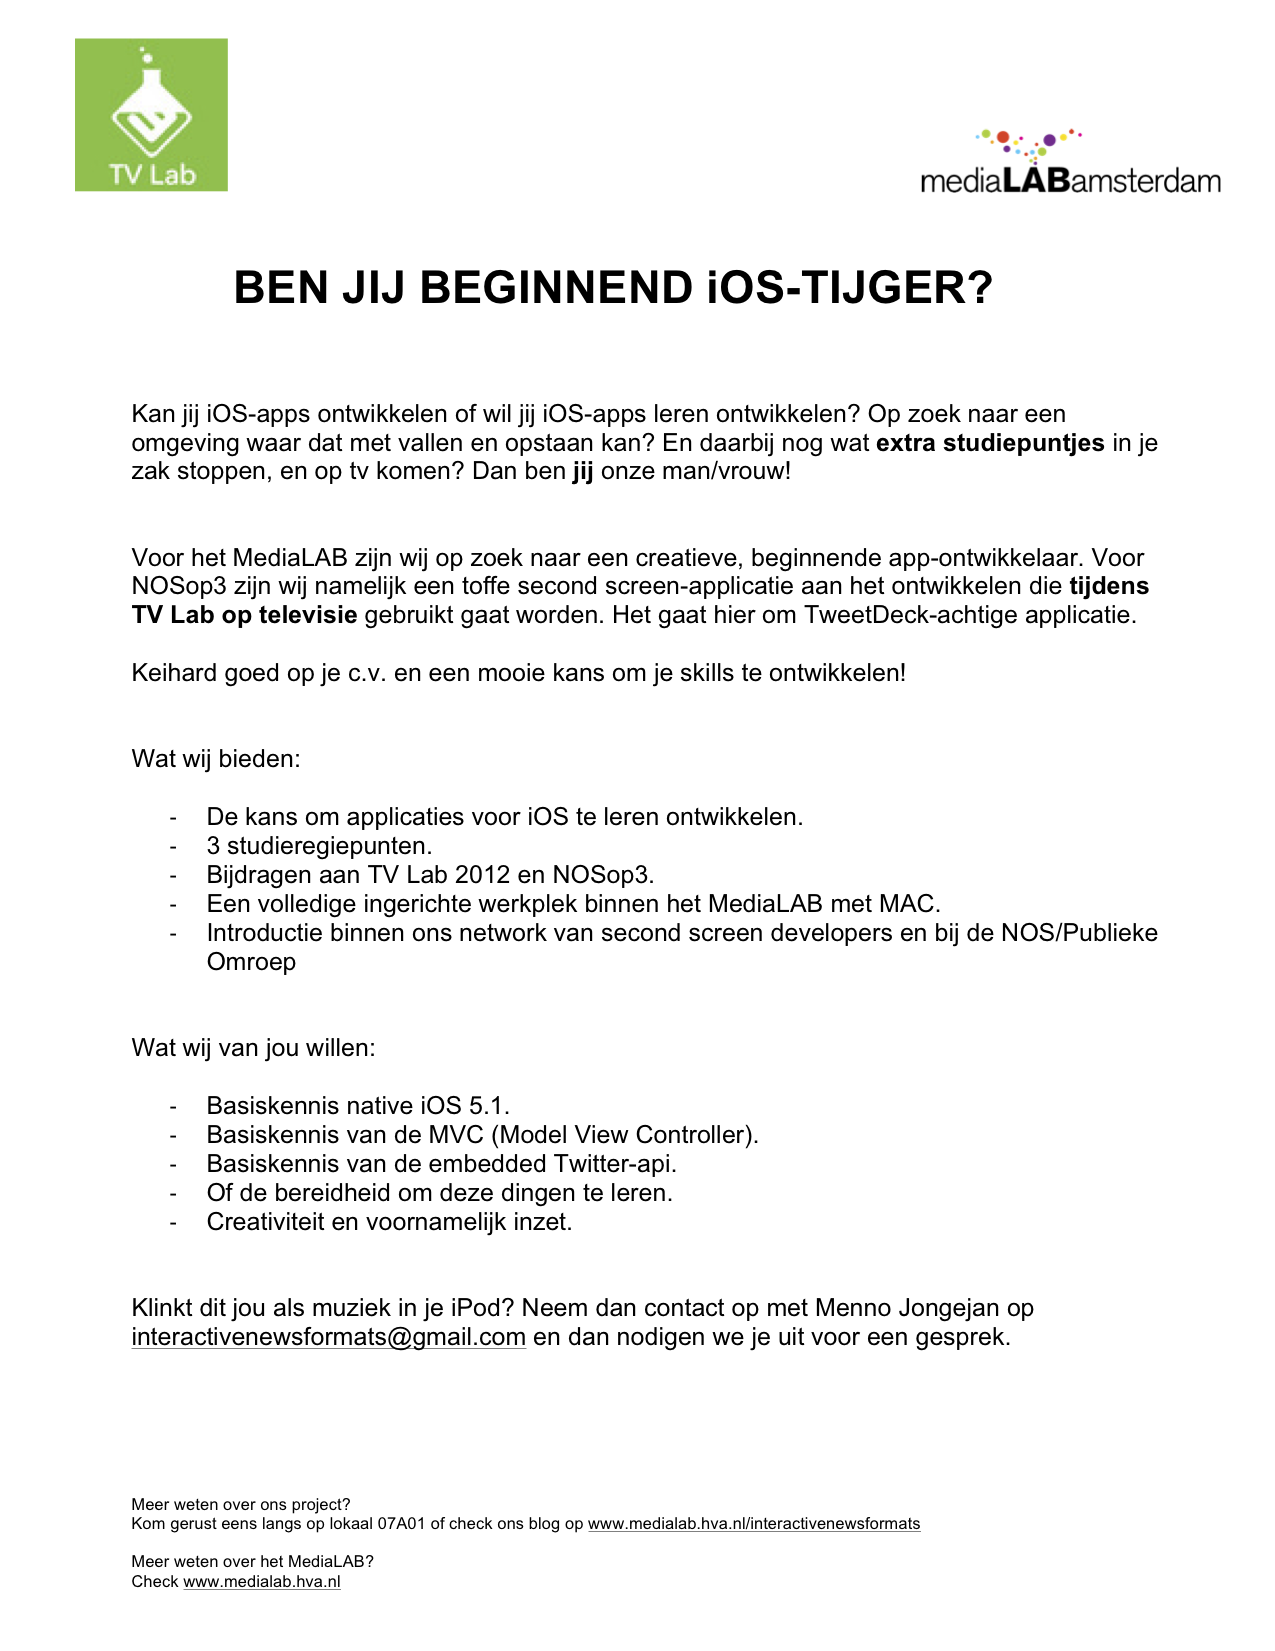 TV Lab
mediaLABamsterdam
BEN JIJ BEGINNEND iOS-TIJGER?
Kan jij iOS-apps ontwikkelen of wil jij iOS-apps leren ontwikkelen? Op zoek naar een
omgeving waar dat met vallen en opstaan kan? En daarbij nog wat extra studiepuntjes in je
zak stoppen, en op tv komen? Dan ben jij onze man/vrouw!
Voor het MediaLAB zijn wij op zoek naar een creatieve, beginnende app-ontwikkelaar. Voor
NOSop3 zijn wij namelijk een toffe second screen-applicatie aan het ontwikkelen die tijdens
TV Lab op televisie gebruikt gaat worden. Het gaat hier om TweetDeck-achtige applicatie.
Keihard goed op je c.v. en een mooie kans om je skills te ontwikkelen!
Wat wij bieden:
- De kans om applicaties voor iOS te leren ontwikkelen.
- 3 studieregiepunten.
- Bijdragen aan TV Lab 2012 en NOSop3.
- Een volledige ingerichte werkplek binnen het MediaLAB met MAC.
- Introductie binnen ons network van second screen developers en bij de NOS/Publieke
Omroep
Wat wij van jou willen:
- Basiskennis native iOS 5.1.
- Basiskennis van de MVC (Model View Controller).
- Basiskennis van de embedded Twitter-api.
- Of de bereidheid om deze dingen te leren.
- Creativiteit en voornamelijk inzet.
Klinkt dit jou als muziek in je iPod? Neem dan contact op met Menno Jongejan op
interactivenewsformats@gmail.com en dan nodigen we je uit voor een gesprek.
Meer weten over ons project?
Kom gerust eens langs op lokaal 07A01 of check ons blog op www.medialab.hva.nl/interactivenewsformats
Meer weten over het MediaLAB?
Check www.medialab.hva.nl